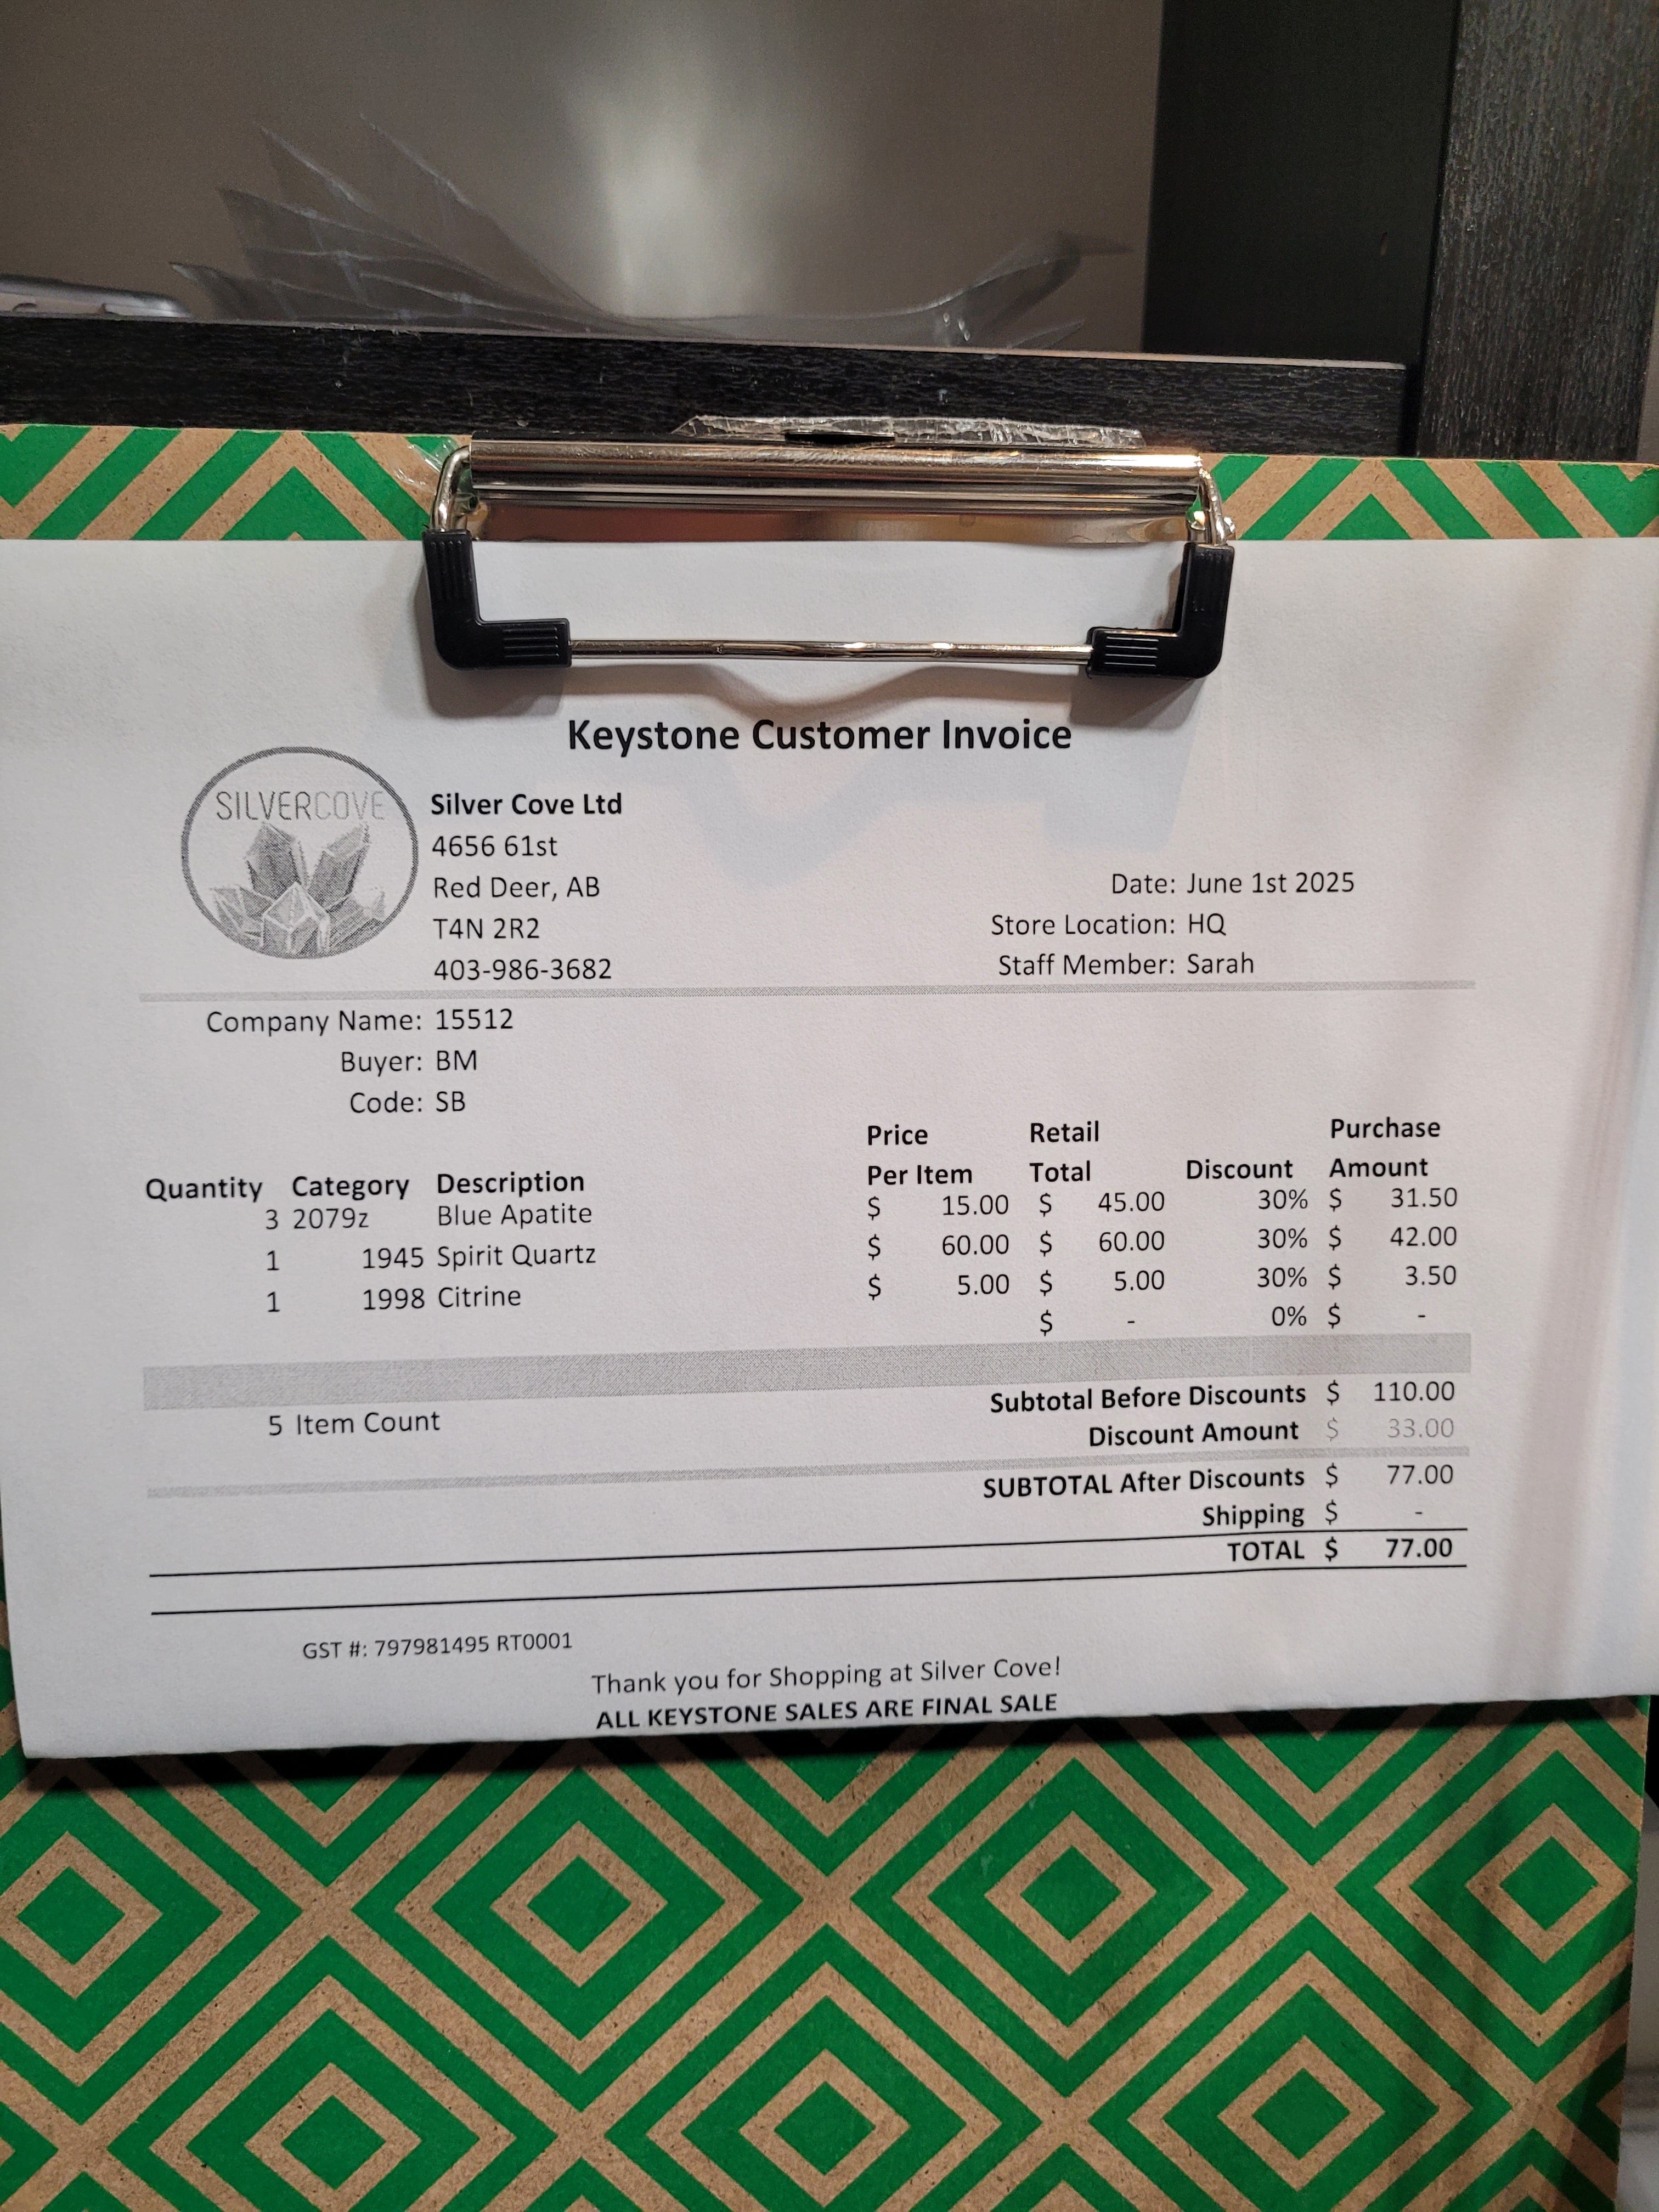 Keystone Customer Invoice
SILVERCOVE
Silver Cove Ltd
4656 61st
Red Deer, AB
T4N 2R2
403-986-3682
Date: June 1st 2025
Store Location: HQ
Staff Member: Sarah
Company Name: 15512
Buyer: BM
Code: SB
Quantity Category Description Price Per Item Retail Total Discount Purchase Amount
3 2079z Blue Apatite $ 15.00 $ 45.00 30% $ 31.50
1 1945 Spirit Quartz $ 60.00 $ 60.00 30% $ 42.00
1 1998 Citrine $ 5.00 $ 5.00 30% $ 3.50
$ - 0% $ -
Subtotal Before Discounts $ 110.00
5 Item Count
Discount Amount $ 33.00
SUBTOTAL After Discounts $ 77.00
Shipping $ -
TOTAL $ 77.00
GST #: 797981495 RT0001
Thank you for Shopping at Silver Cove!
ALL KEYSTONE SALES ARE FINAL SALE